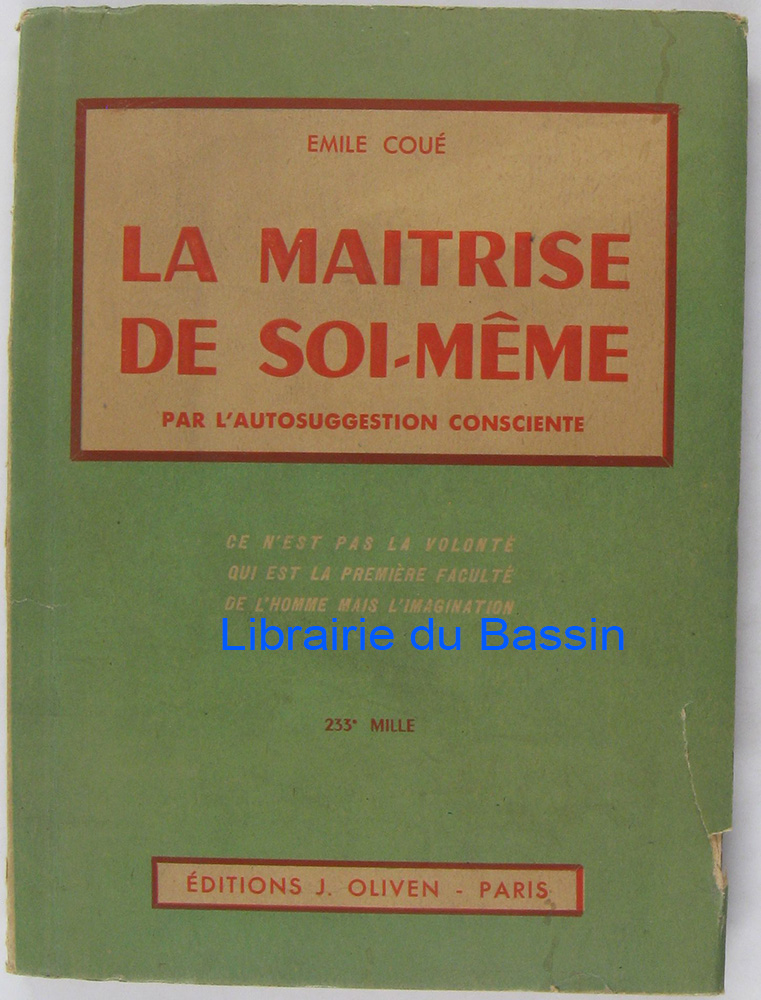 EMILE COUÉ
LA MAITRISE
DE SOI-MÊME
PAR L'AUTOSUGGESTION CONSCIENTE
CE N'EST PAS LA VOLONTÉ
QUI EST LA PREMIÈRE FACULTÉ
DE L'HOMME MAIS L'IMAGINATION
Librairie du Bassin
233e MILLE
ÉDITIONS J. OLIVEN - PARIS